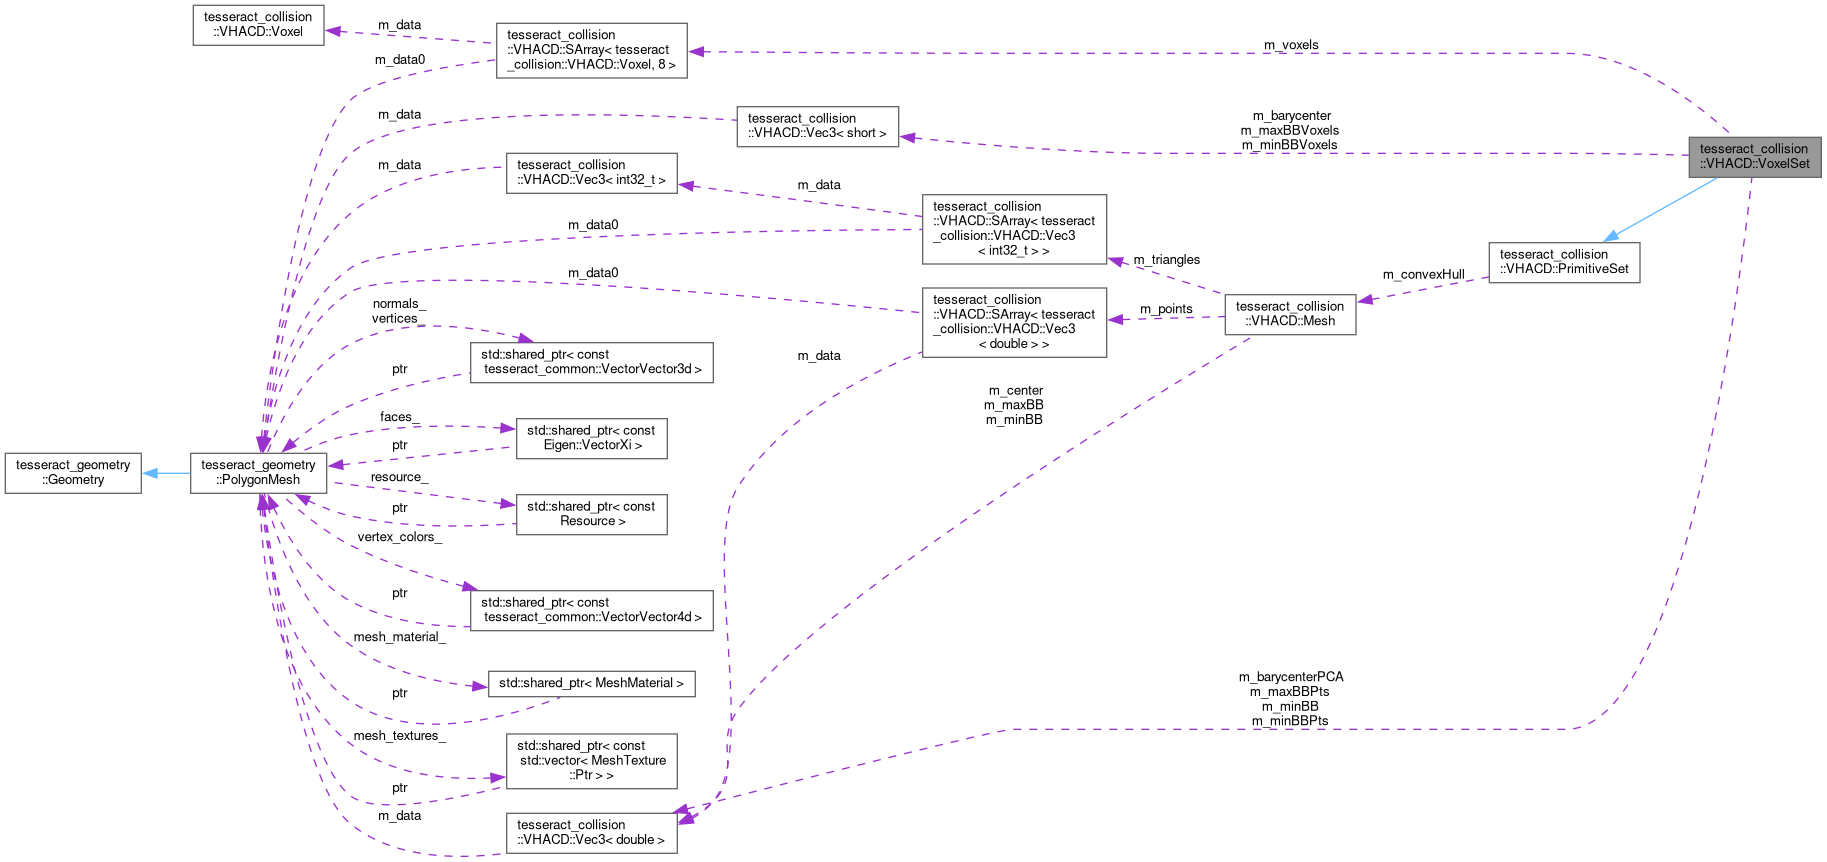 tesseract_collision
::VHACD::Voxel
m_data
tesseract_collision
::VHACD::SArray< tesseract
_collision::VHACD::Voxel, 8 >
m_data0
m_voxels
m_data
tesseract_collision
::VHACD::Vec3< short >
m_barycenter
m_maxBBVoxels
m_minBBVoxels
tesseract_collision
::VHACD::VoxelSet
m_data
tesseract_collision
::VHACD::Vec3< int32_t >
m_data
tesseract_collision
::VHACD::SArray< tesseract
_collision::VHACD::Vec3
< int32_t > >
m_data0
m_triangles
tesseract_collision
::VHACD::PrimitiveSet
m_convexHull
m_data0
tesseract_collision
::VHACD::SArray< tesseract
_collision::VHACD::Vec3
< double > >
m_points
tesseract_collision
::VHACD::Mesh
normals_
vertices_
std::shared_ptr< const
tesseract_common::VectorVector3d >
ptr
m_data
m_center
m_maxBB
m_minBB
faces_
std::shared_ptr< const
Eigen::VectorXi >
ptr
tesseract_geometry
::Geometry
tesseract_geometry
::PolygonMesh
resource_
std::shared_ptr< const
Resource >
ptr
vertex_colors_
std::shared_ptr< const
tesseract_common::VectorVector4d >
ptr
mesh_material_
std::shared_ptr< MeshMaterial >
ptr
m_barycenterPCA
m_maxBBPts
m_minBB
m_minBBPts
mesh_textures_
std::shared_ptr< const
std::vector< MeshTexture
::Ptr > >
ptr
m_data
tesseract_collision
::VHACD::Vec3< double >